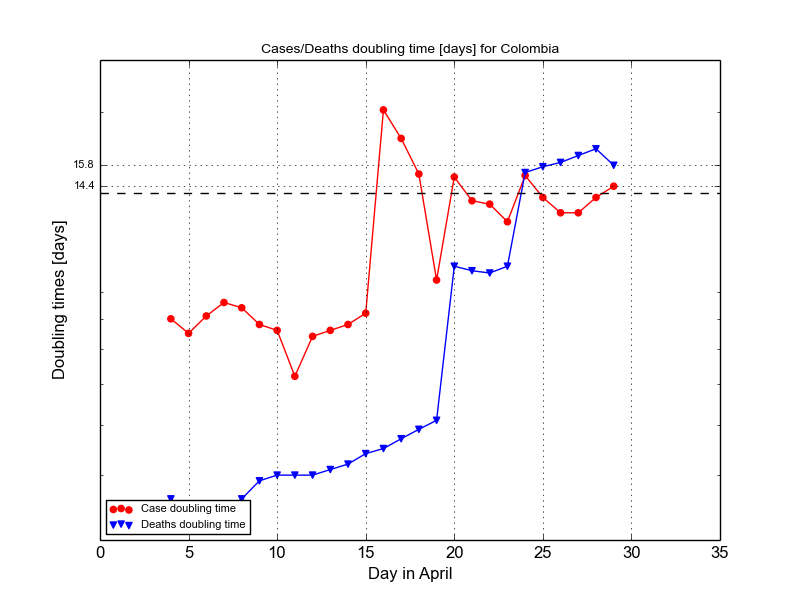 Cases/Deaths doubling time [days] for Colombia
15.8
14.4
Doubling times [days]
Case doubling time
Deaths doubling time
0 5 10 15 20 25 30 35
Day in April